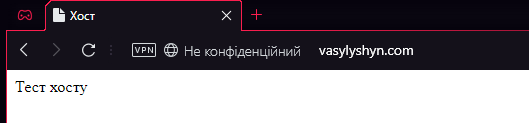 Хост
VPN Не конфіденційний vasylyshyn.com
Тест хосту